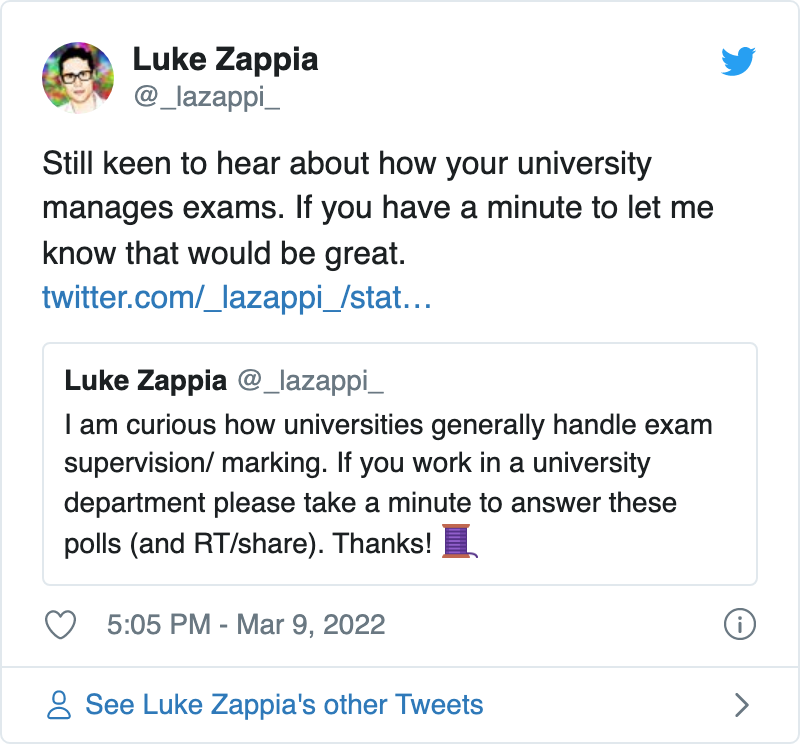 Luke Zappia
@_lazappi_
Still keen to hear about how your university
manages exams. If you have a minute to let me
know that would be great.
twitter.com/_lazappi_/stat…
Luke Zappia @_lazappi_
I am curious how universities generally handle exam
supervision/ marking. If you work in a university
department please take a minute to answer these
polls (and RT/share). Thanks! 🧵
5:05 PM - Mar 9, 2022
See Luke Zappia's other Tweets